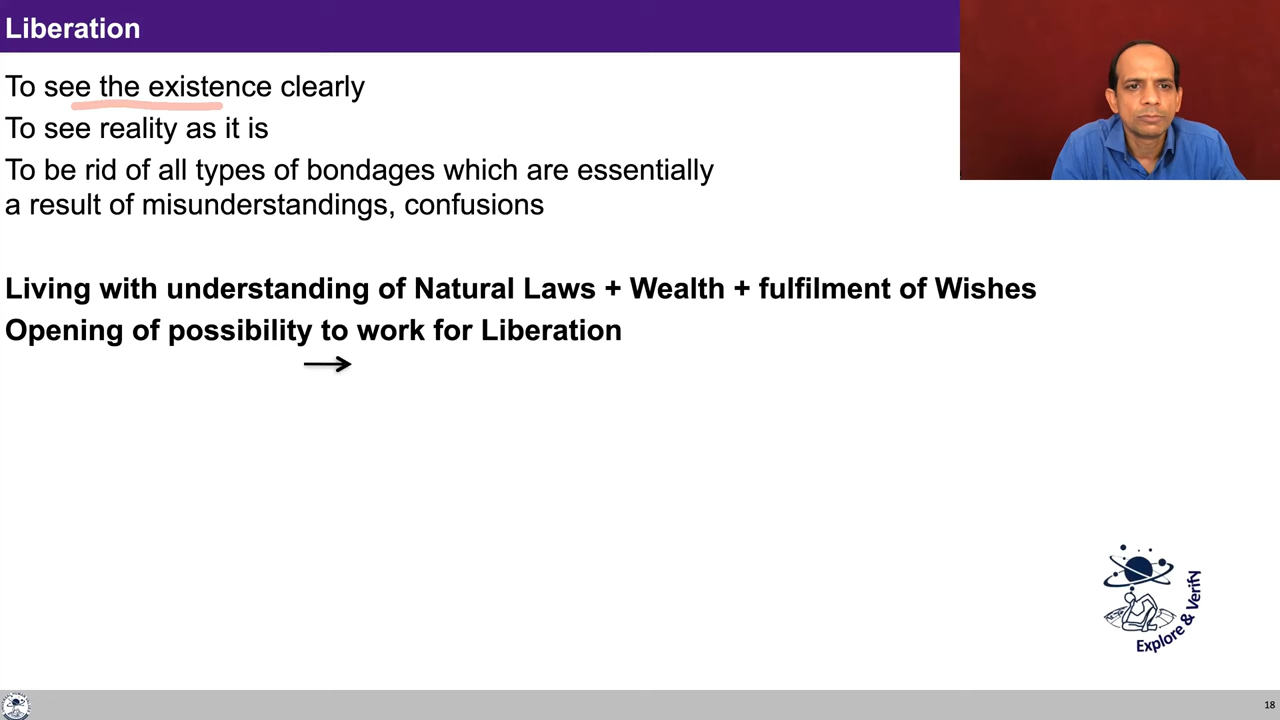 Liberation
To see the existence clearly
To see reality as it is
To be rid of all types of bondages which are essentially
a result of misunderstandings, confusions
Living with understanding of Natural Laws + Wealth + fulfilment of Wishes
Opening of possibility to work for Liberation
Explore & Verify
18